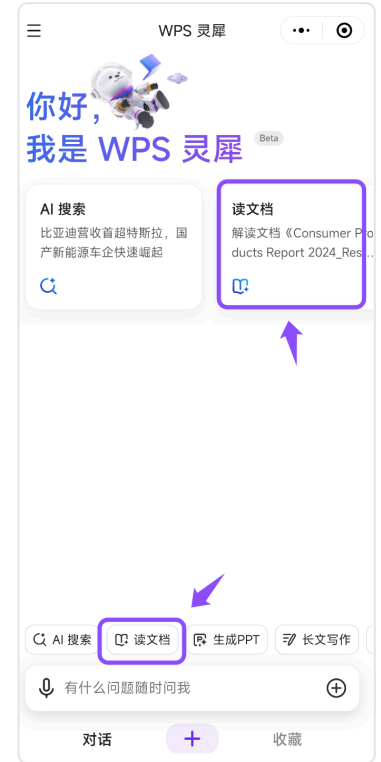 WPS 灵犀
你好，
我是 WPS 灵犀
Beta
AI 搜索
比亚迪营收首超特斯拉，国
产新能源车企快速崛起
读文档
解读文档《Consumer Pro
ducts Report 2024_Res...
AI 搜索
读文档
生成PPT
长文写作
有什么问题随时问我
对话
收藏